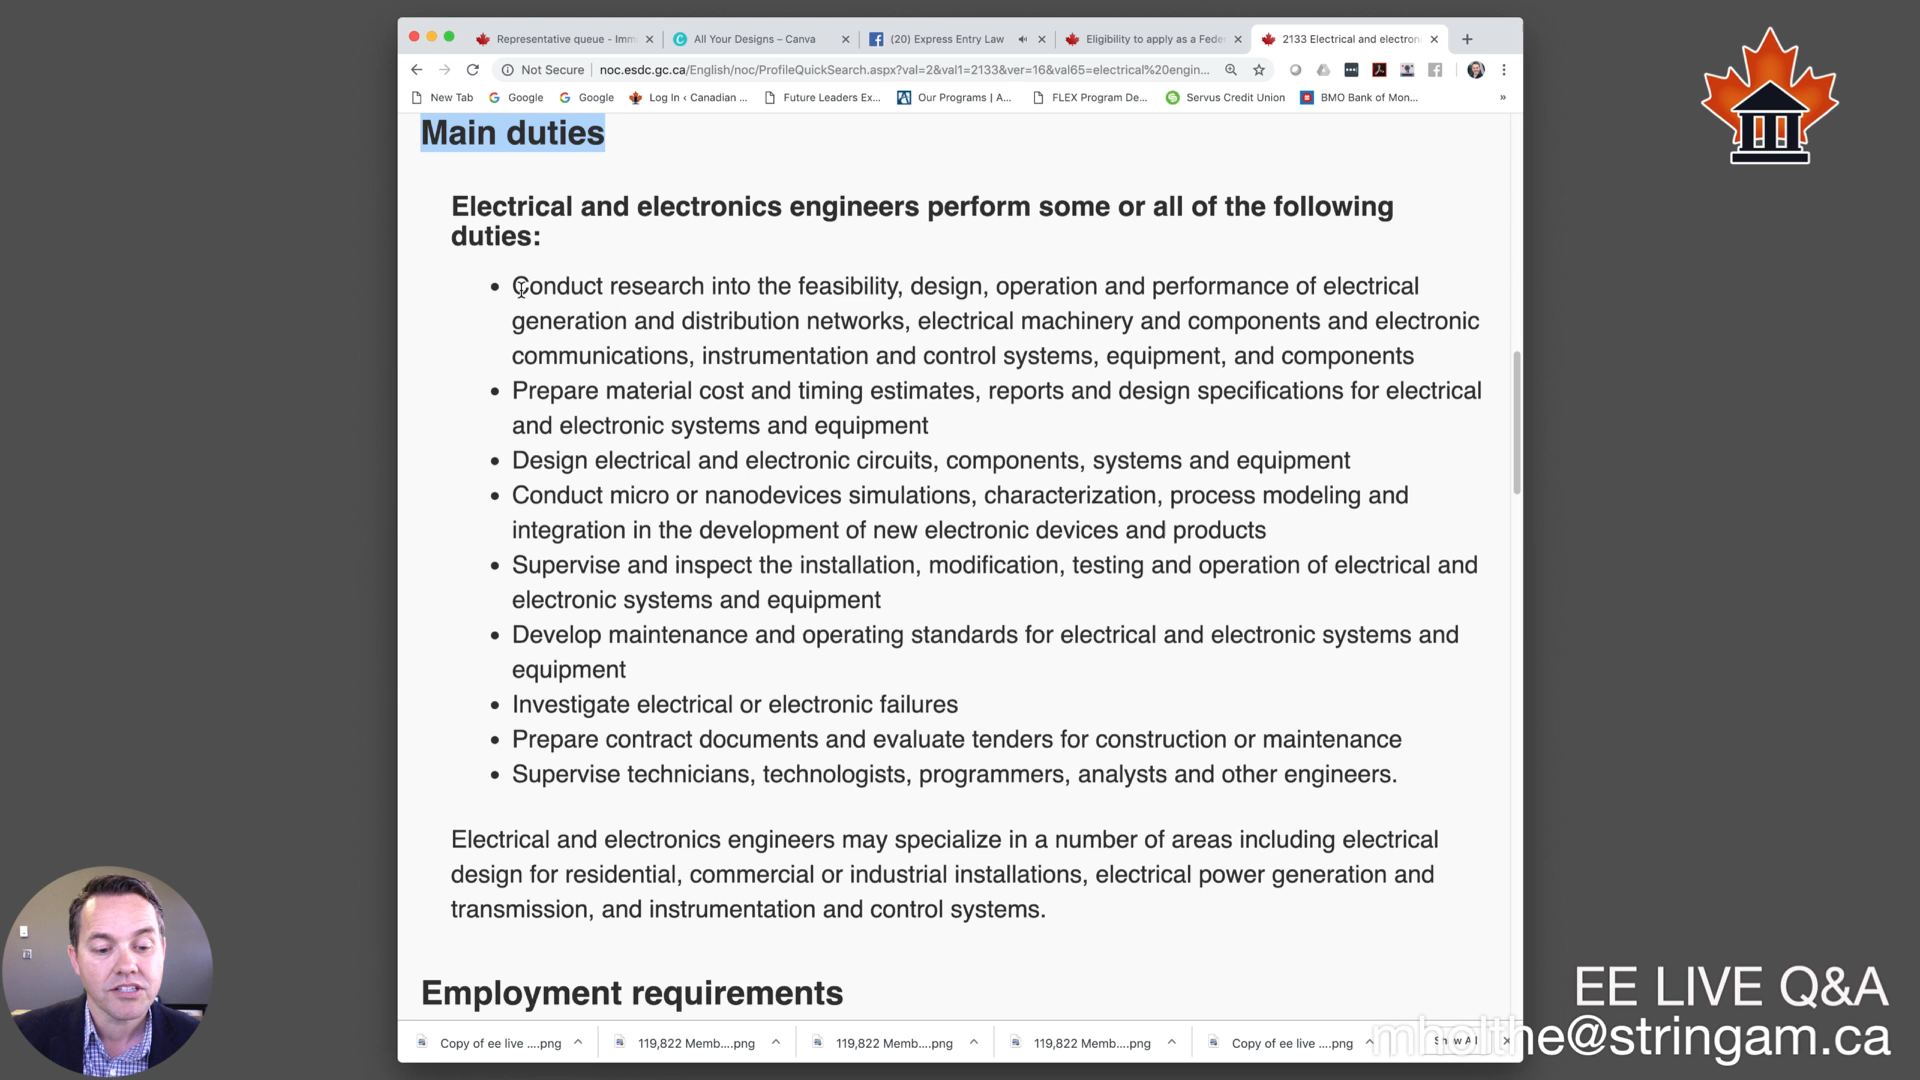 Representative queue - Imm
All Your Designs – Canva
(20) Express Entry Law
Eligibility to apply as a Fede
2133 Electrical and electron
Not Secure
noc.esdc.gc.ca/English/noc/ProfileQuickSearch.aspx?val=2&val1=2133&ver=16&val65=electrical%20engin...
New Tab
Google
Google
Log In ‹ Canadian ...
Future Leaders Ex...
Our Programs | A...
FLEX Program De...
Servus Credit Union
BMO Bank of Mon...
»
Main duties
Electrical and electronics engineers perform some or all of the following
duties:
• Conduct research into the feasibility, design, operation and performance of electrical
generation and distribution networks, electrical machinery and components and electronic
communications, instrumentation and control systems, equipment, and components
• Prepare material cost and timing estimates, reports and design specifications for electrical
and electronic systems and equipment
• Design electrical and electronic circuits, components, systems and equipment
• Conduct micro or nanodevices simulations, characterization, process modeling and
integration in the development of new electronic devices and products
• Supervise and inspect the installation, modification, testing and operation of electrical and
electronic systems and equipment
• Develop maintenance and operating standards for electrical and electronic systems and
equipment
• Investigate electrical or electronic failures
• Prepare contract documents and evaluate tenders for construction or maintenance
• Supervise technicians, technologists, programmers, analysts and other engineers.
Electrical and electronics engineers may specialize in a number of areas including electrical
design for residential, commercial or industrial installations, electrical power generation and
transmission, and instrumentation and control systems.
Employment requirements
Copy of ee live ....png
119,822 Memb....png
119,822 Memb....png
119,822 Memb....png
Copy of ee live ....png
Show All
EE LIVE Q&A
mholthe@stringam.ca